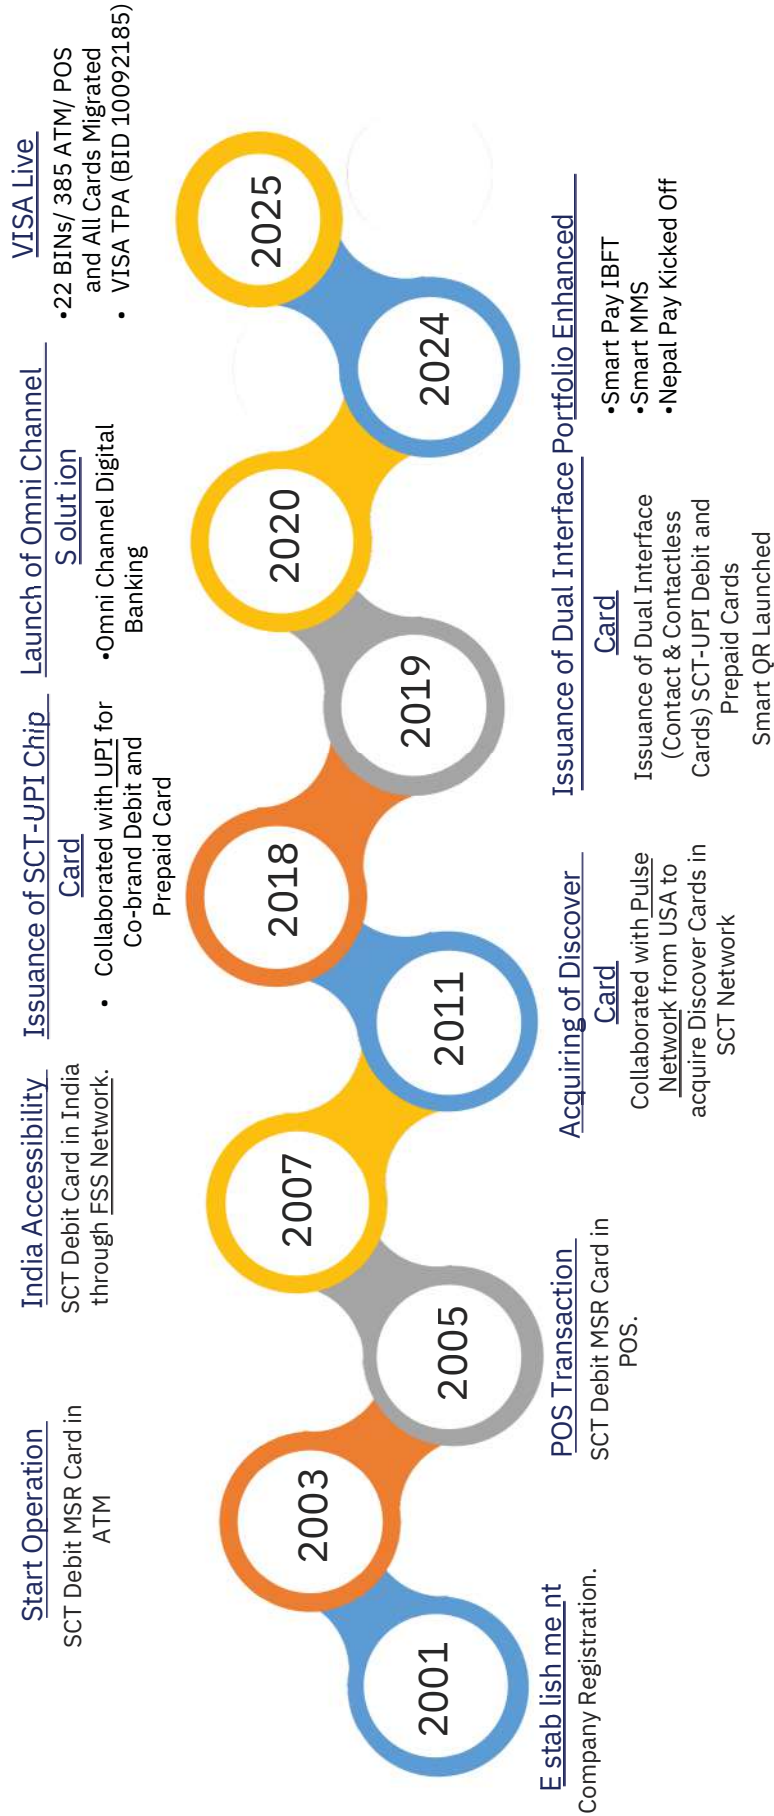 Start Operation
SCT Debit MSR Card in
ATM
India Accessibility
SCT Debit Card in India
through FSS Network.
Issuance of SCT-UPI Chip
Card
• Collaborated with UPI for
Co-brand Debit and
Prepaid Card
Launch of Omni Channel
S olut ion
•Omni Channel Digital
Banking
VISA Live
•22 BINs/ 385 ATM/ POS
and All Cards Migrated
• VISA TPA (BID 10092185)
2001
2003
2005
2007
2011
2018
2019
2020
2024
2025
E stab lish me nt
Company Registration.
POS Transaction
SCT Debit MSR Card in
POS.
Acquiring of Discover
Card
Collaborated with Pulse
Network from USA to
acquire Discover Cards in
SCT Network
Issuance of Dual Interface
Card
Issuance of Dual Interface
(Contact & Contactless
Cards) SCT-UPI Debit and
Prepaid Cards
Smart QR Launched
Portfolio Enhanced
•Smart Pay IBFT
•Smart MMS
•Nepal Pay Kicked Off